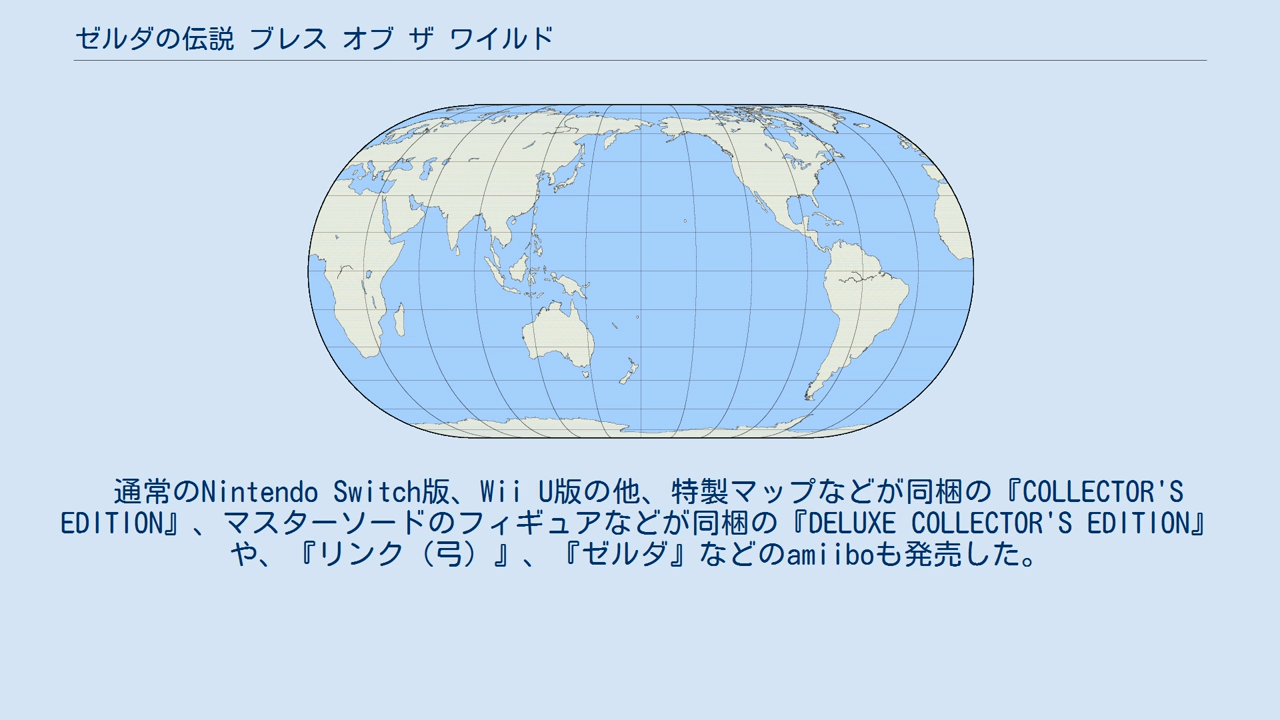 ゼルダの伝説 ブレス オブ ザ ワイルド
通常のNintendo Switch版、Wii U版の他、特製マップなどが同梱の『COLLECTOR'S
EDITION』、マスターソードのフィギュアなどが同梱の『DELUXE COLLECTOR'S EDITION』
や、『リンク（弓）』、『ゼルダ』などのamiiboも発売した。